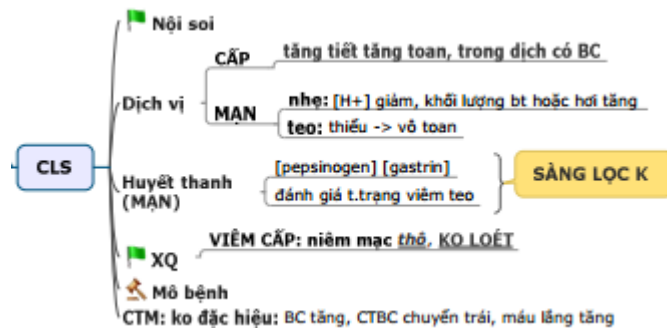 Nội soi
CLS
Dịch vị
CẤP
tăng tiết tăng toan, trong dịch có BC
MẠN
nhẹ: [H+] giảm, khối lượng bt hoặc hơi tăng
teo: thiếu -> vô toan
Huyết thanh
(MẠN)
[pepsinogen] [gastrin]
đánh giá t.trạng viêm teo
SÀNG LỌC K
XQ
VIÊM CẤP: niêm mạc thô, KO LOÉT
Mô bệnh
CTM: ko đặc hiệu: BC tăng, CTBC chuyển trái, máu lắng tăng